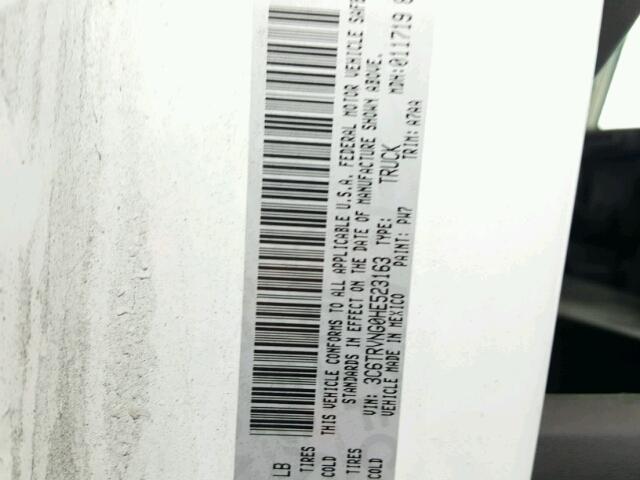 LB
TIRES
COLD THIS VEHICLE CONFORMS TO ALL APPLICABLE U.S.A. FEDERAL MOTOR VEHICLE SAFE
STANDARDS IN EFFECT ON THE DATE OF MANUFACTURE SHOWN ABOVE.
TIRES VIN: 3C6TRVNG0HE523163 TYPE: TRUCK MDH: 011719
COLD VEHICLE MADE IN MEXICO PAINT: PW7 TRIM: A7AA